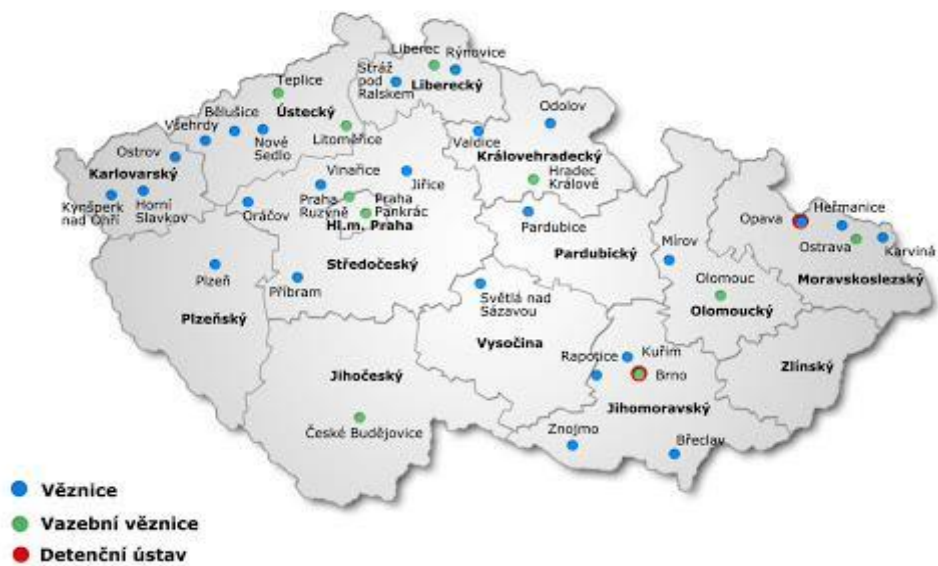 Liberec
Rýnovice
Stráž
pod
Ralskem
Liberecký
Teplice
Ústecký
Bělušice
Všehrdy
Nové
Sedlo
Litoměřice
Odolov
Valdice
Královehradecký
Hradec
Králové
Ostrov
Karlovarský
Kynšperk
nad Ohří
Horní
Slavkov
Oráčov
Vinařice
Jiřice
Praha
Ruzyně
Praha
Pankrác
Hl.m. Praha
Středočeský
Příbram
Plzeň
Plzeňský
Pardubice
Pardubický
Mírov
Opava
Heřmanice
Ostrava
Karviná
Moravskoslezský
Olomouc
Olomoucký
Světlá nad
Sázavou
Vysočina
Jihočeský
České Budějovice
Rapotice
Kuřim
Brno
Jihomoravský
Znojmo
Břeclav
Zlínský
Věznice
Vazební věznice
Detenční ústav